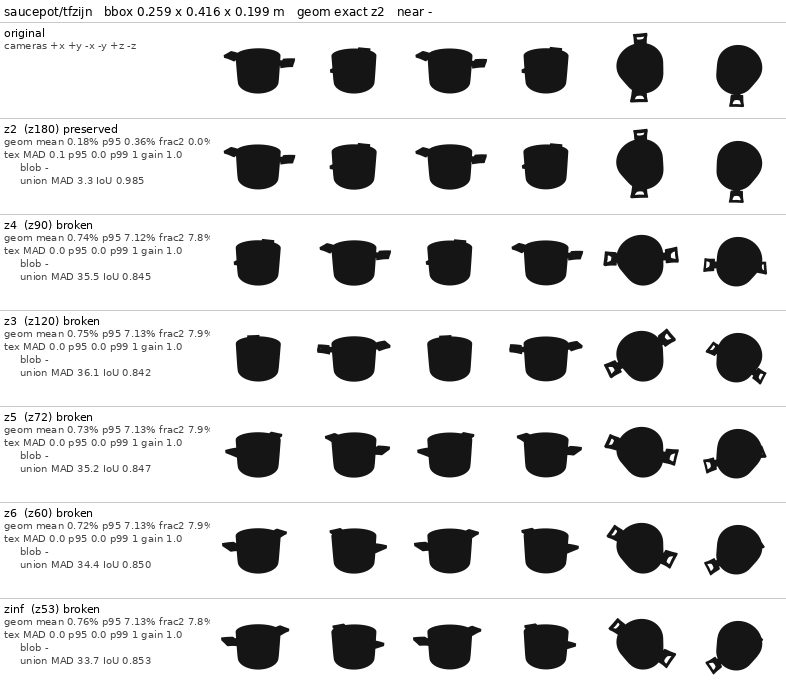 saucepot/tfzijn   bbox 0.259 x 0.416 x 0.199 m   geom exact z2   near -
original
cameras +x +y -x -y +z -z
z2  (z180) preserved
geom mean 0.18% p95 0.36% frac2 0.0%
tex MAD 0.1 p95 0.0 p99 1 gain 1.0
blob -
union MAD 3.3 IoU 0.985
z4  (z90) broken
geom mean 0.74% p95 7.12% frac2 7.8%
tex MAD 0.0 p95 0.0 p99 1 gain 1.0
blob -
union MAD 35.5 IoU 0.845
z3  (z120) broken
geom mean 0.75% p95 7.13% frac2 7.9%
tex MAD 0.0 p95 0.0 p99 1 gain 1.0
blob -
union MAD 36.1 IoU 0.842
z5  (z72) broken
geom mean 0.73% p95 7.13% frac2 7.9%
tex MAD 0.0 p95 0.0 p99 1 gain 1.0
blob -
union MAD 35.2 IoU 0.847
z6  (z60) broken
geom mean 0.72% p95 7.13% frac2 7.9%
tex MAD 0.0 p95 0.0 p99 1 gain 1.0
blob -
union MAD 34.4 IoU 0.850
zinf  (z53) broken
geom mean 0.76% p95 7.13% frac2 7.8%
tex MAD 0.0 p95 0.0 p99 1 gain 1.0
blob -
union MAD 33.7 IoU 0.853